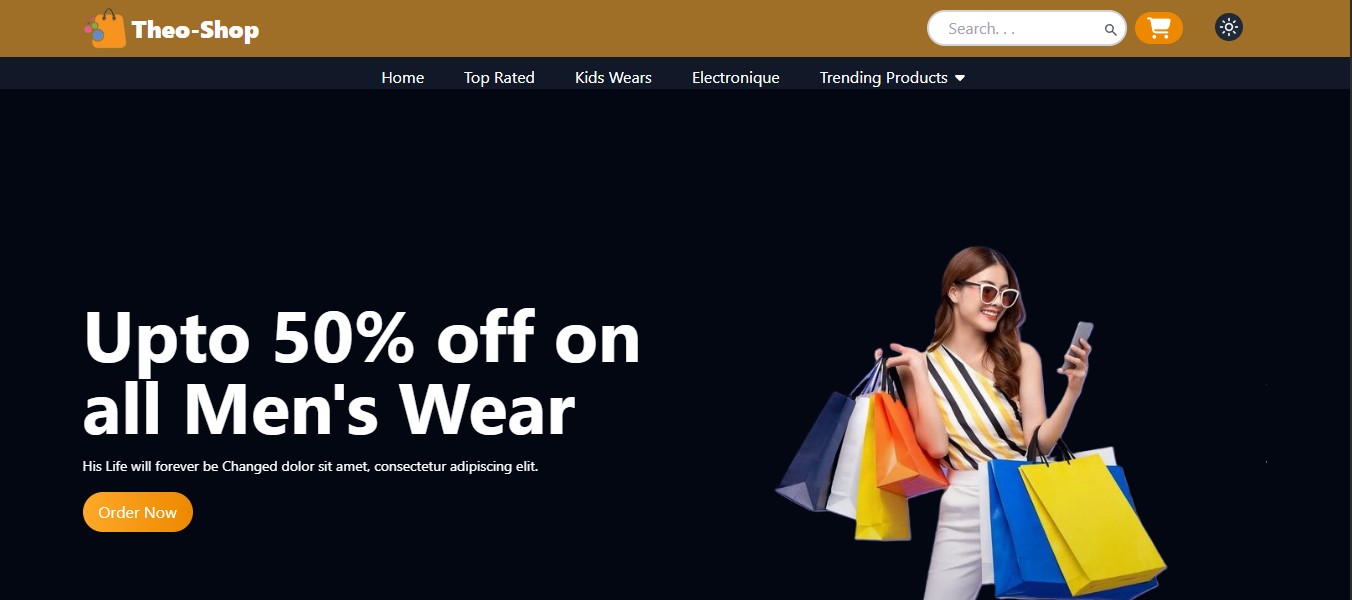 Theo-Shop
Search. . .
Home Top Rated Kids Wears Electronique Trending Products
Upto 50% off on
all Men's Wear
His Life will forever be Changed dolor sit amet, consectetur adipiscing elit.
Order Now